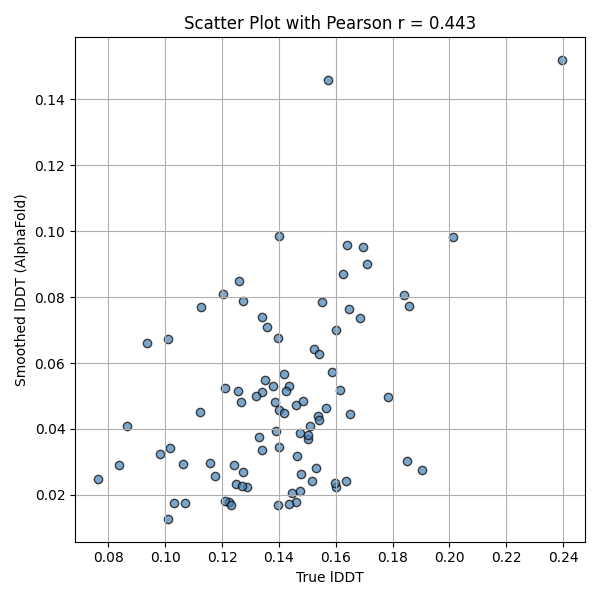 Scatter Plot with Pearson r = 0.443
Smoothed lDDT (AlphaFold)
0.14
0.12
0.10
0.08
0.06
0.04
0.02
0.08 0.10 0.12 0.14 0.16 0.18 0.20 0.22 0.24
True lDDT